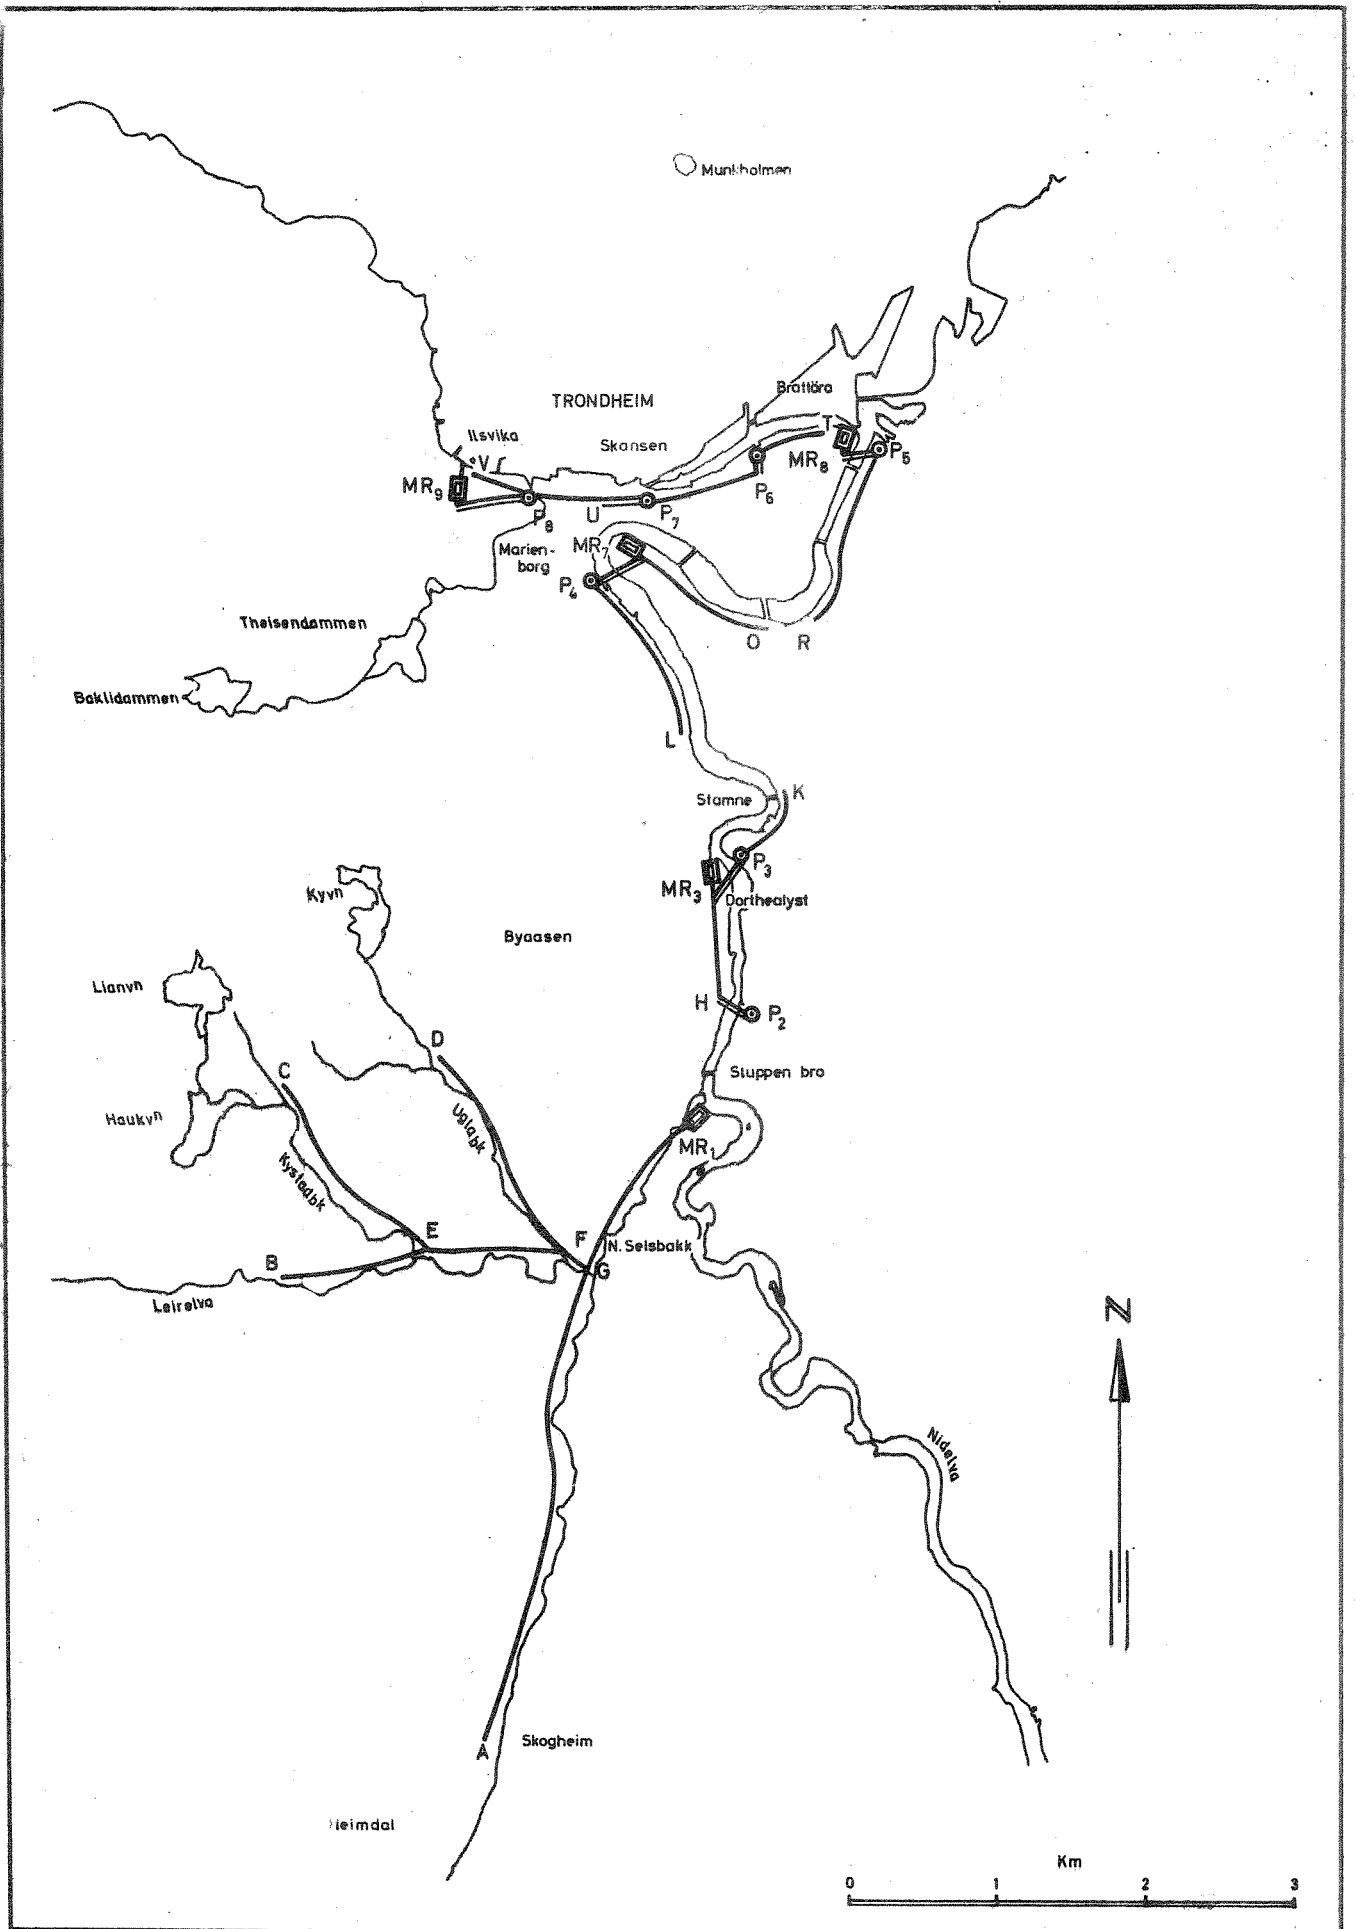 Munkholmen
Brattöra
TRONDHEIM
Skansen
Ilsvika
T
V
MR8
P5
MR9
P6
P8
U
P7
MR7
Marien-
borg
P4
Theisendammen
O
R
Baklidammen
L
K
Stamne
P3
MR3
Dorthealyst
Kyvn
Byaasen
Lianvn
H
P2
D
C
Sluppen bro
Haukvn
Uglabk
MR1
Kystadbk
E
F
N. Selsbakk
B
G
Leirelva
N
Nidelva
A
Skogheim
Km
0 1 2 3